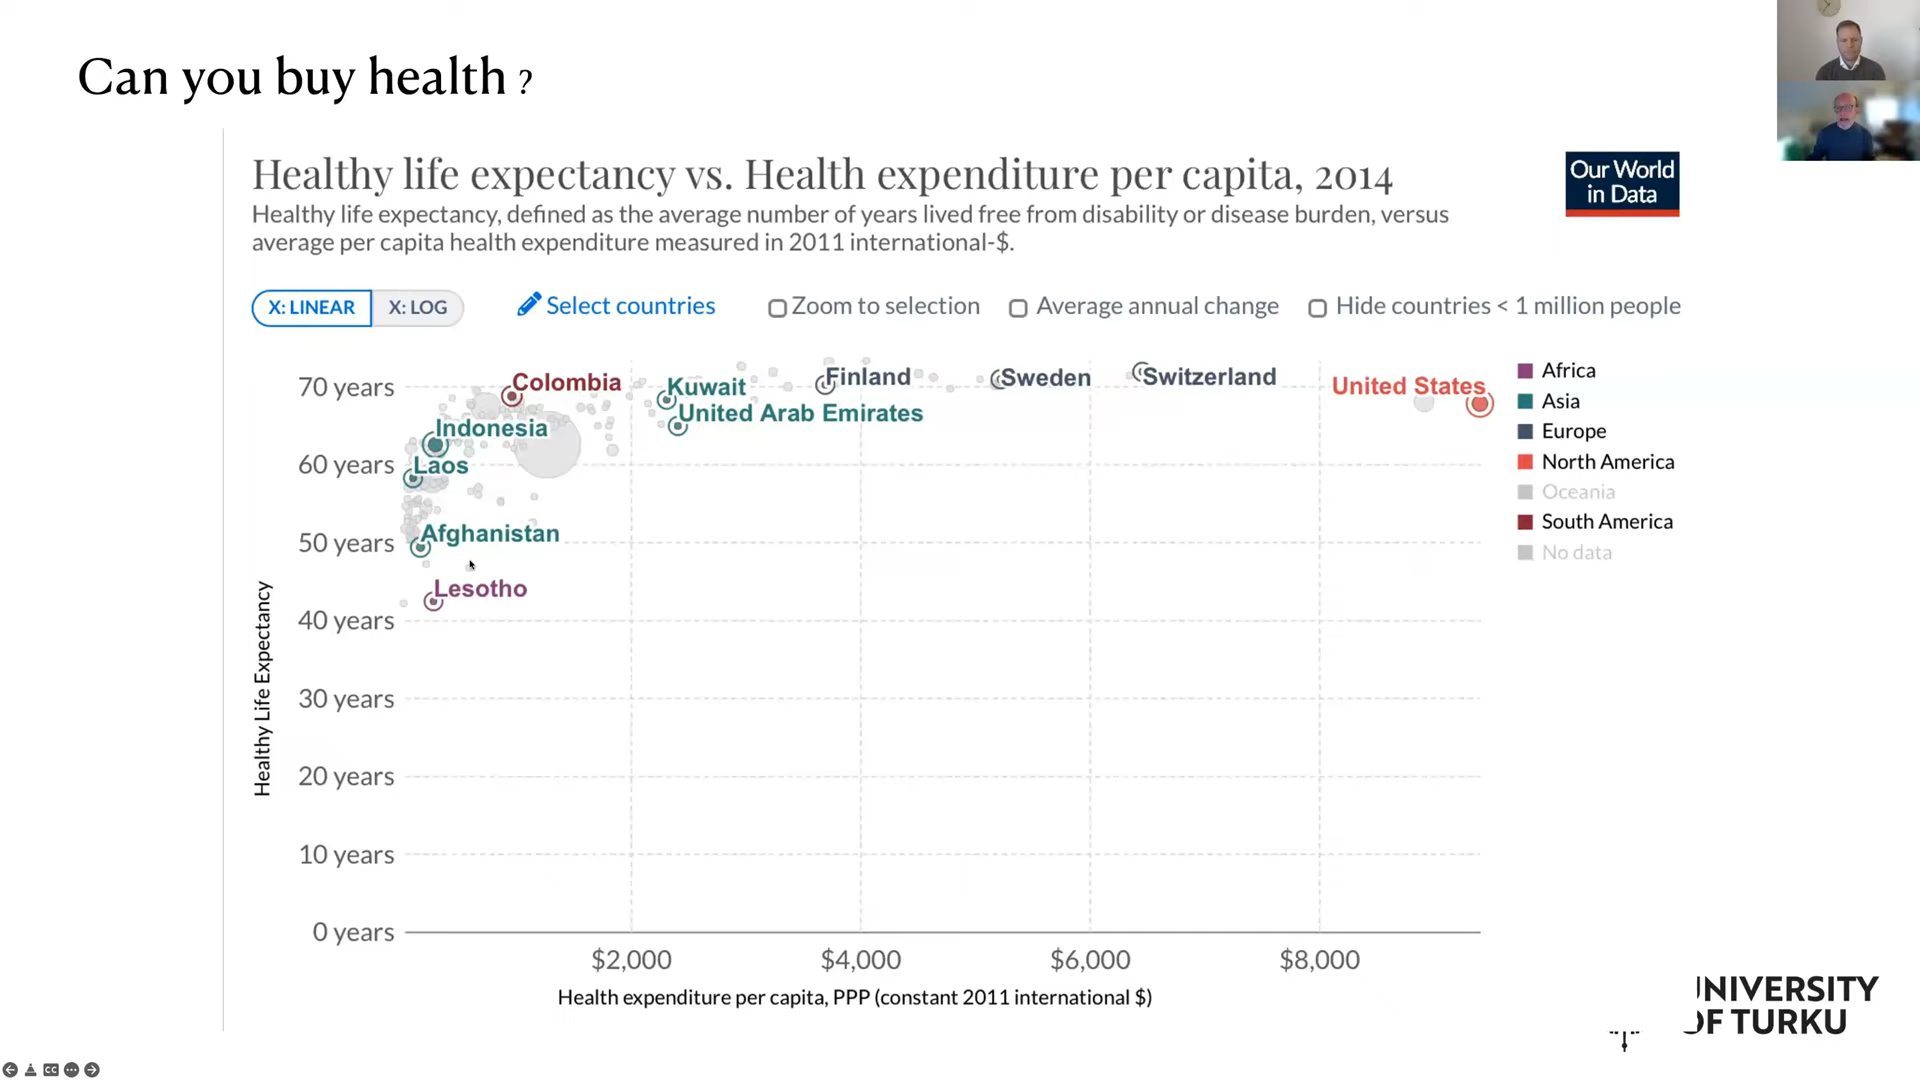 Can you buy health ?
Healthy life expectancy vs. Health expenditure per capita, 2014
Healthy life expectancy, defined as the average number of years lived free from disability or disease burden, versus
average per capita health expenditure measured in 2011 international-$.
Our World
in Data
X: LINEAR
X: LOG
Select countries
Zoom to selection
Average annual change
Hide countries < 1 million people
70 years
60 years
50 years
40 years
30 years
20 years
10 years
0 years
Healthy Life Expectancy
Colombia
Kuwait
Finland
Sweden
Switzerland
United States
United Arab Emirates
Indonesia
Laos
Afghanistan
Lesotho
Africa
Asia
Europe
North America
Oceania
South America
No data
$2,000
$4,000
$6,000
$8,000
Health expenditure per capita, PPP (constant 2011 international $)
UNIVERSITY
OF TURKU
CC